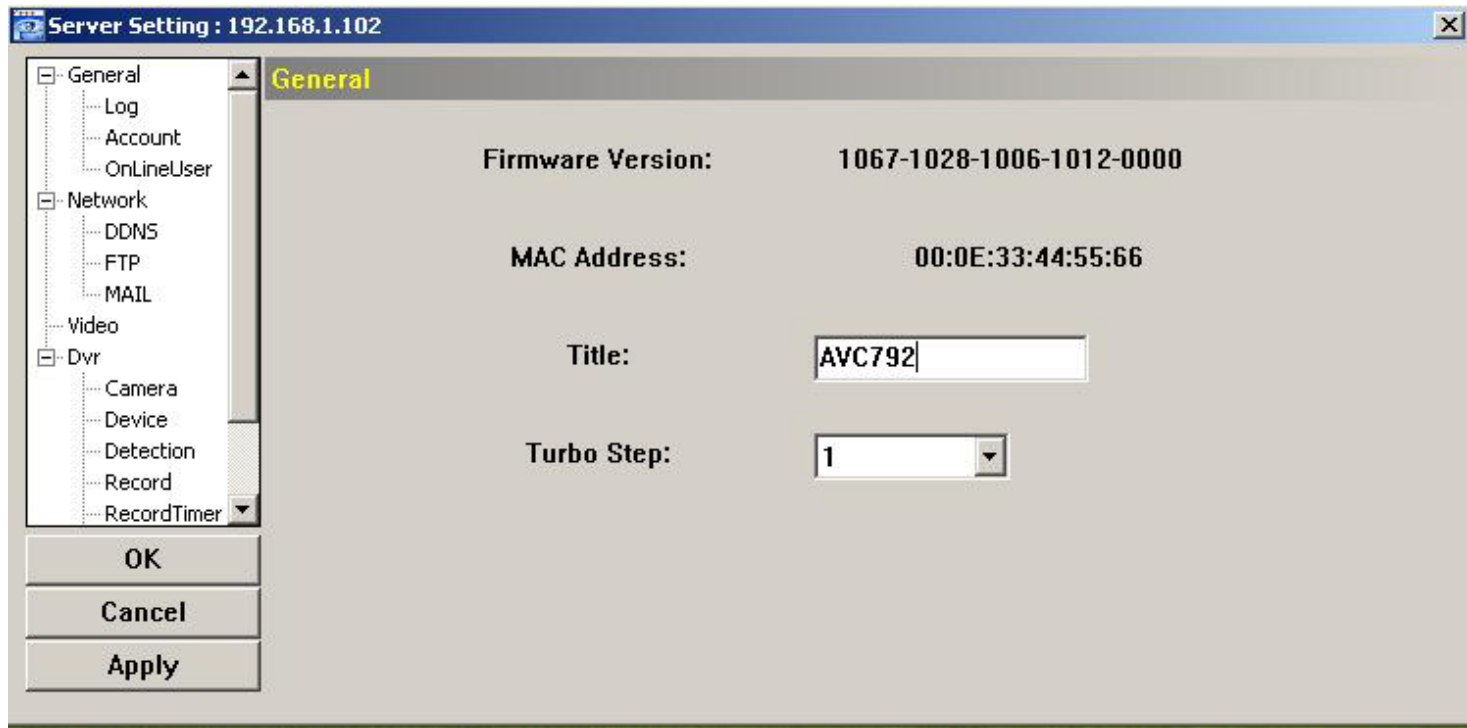 Server Setting : 192.168.1.102
General
Log
Account
OnLineUser
Network
DDNS
FTP
MAIL
Video
Dvr
Camera
Device
Detection
Record
RecordTimer
OK
Cancel
Apply
General
Firmware Version: 1067-1028-1006-1012-0000
MAC Address: 00:0E:33:44:55:66
Title: AVC792
Turbo Step: 1